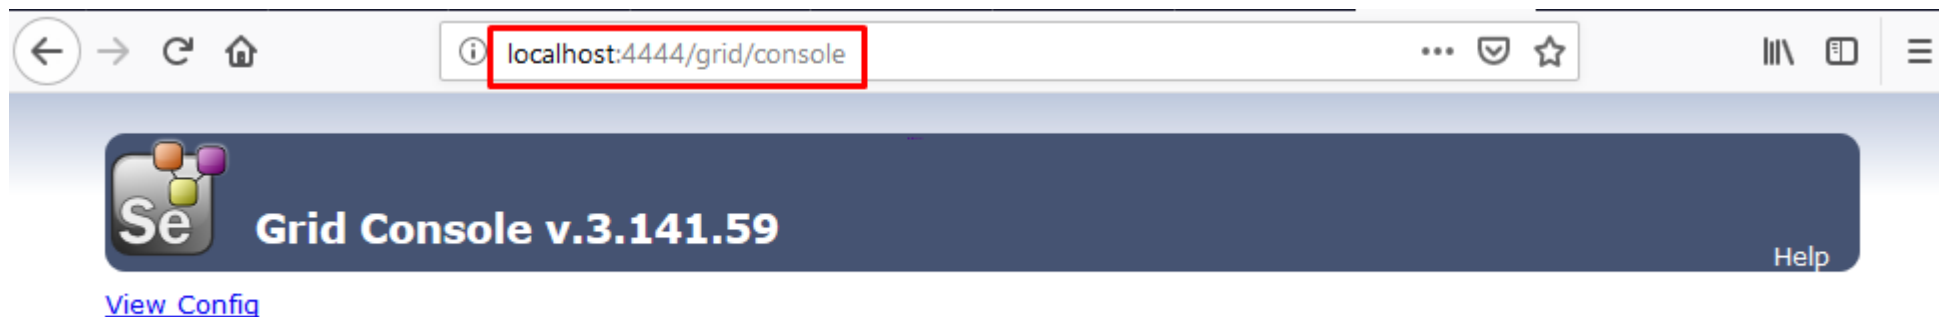 localhost:4444/grid/console
Se
Grid Console v.3.141.59
Help
View Config